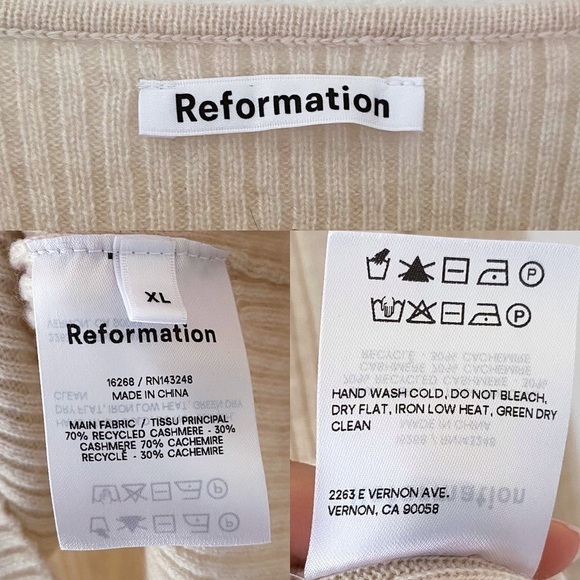 Reformation
XL
Reformation
16268 / RN143248
MADE IN CHINA
MAIN FABRIC / TISSU PRINCIPAL
70% RECYCLED CASHMERE - 30%
CASHMERE 70% CACHEMIRE
RECYCLÉ - 30% CACHEMIRE
P
P
HAND WASH COLD, DO NOT BLEACH,
DRY FLAT, IRON LOW HEAT, GREEN DRY
CLEAN
2263 E VERNON AVE.
VERNON, CA 90058